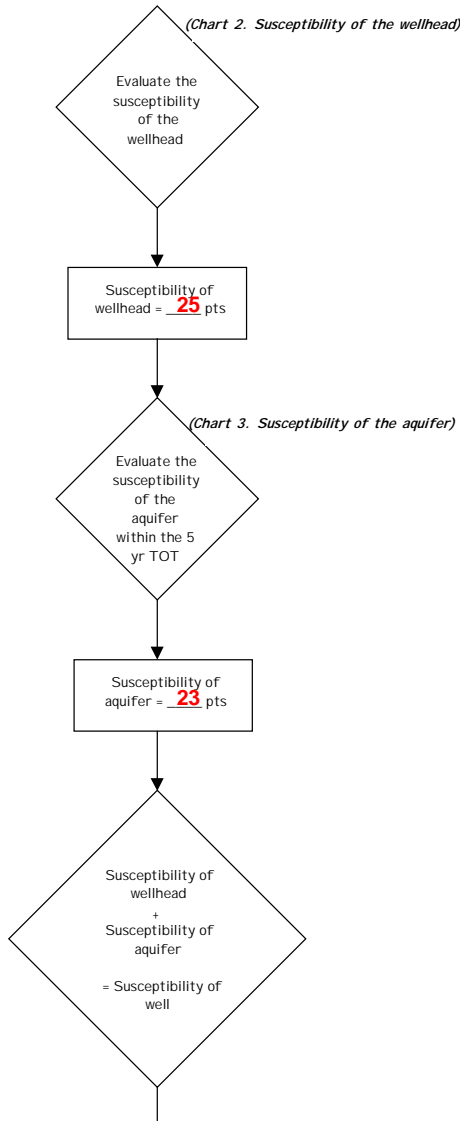 (Chart 2. Susceptibility of the wellhead)
Evaluate the
susceptibility
of the
wellhead
Susceptibility of
wellhead = 25 pts
(Chart 3. Susceptibility of the aquifer)
Evaluate the
susceptibility
of the
aquifer
within the 5
yr TOT
Susceptibility of
aquifer = 23 pts
Susceptibility of
wellhead
+
Susceptibility of
aquifer
= Susceptibility of
well